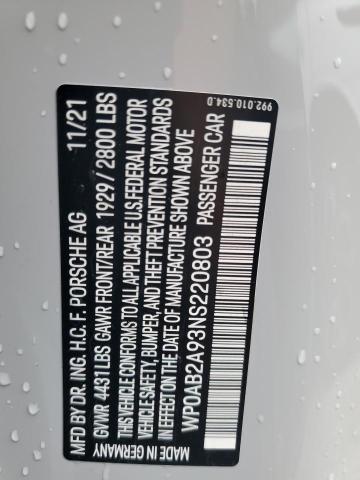 992.010.534.0
MFD BY DR. ING. H.C. F. PORSCHE AG 11/21
GVWR 4431 LBS GAWR FRONT/REAR 1929 / 2800 LBS
THIS VEHICLE CONFORMS TO ALL APPLICABLE U.S. FEDERAL MOTOR
VEHICLE SAFETY, BUMPER, AND THEFT PREVENTION STANDARDS
IN EFFECT ON THE DATE OF MANUFACTURE SHOWN ABOVE
WP0AB2A93NS220803 PASSENGER CAR
MADE IN GERMANY